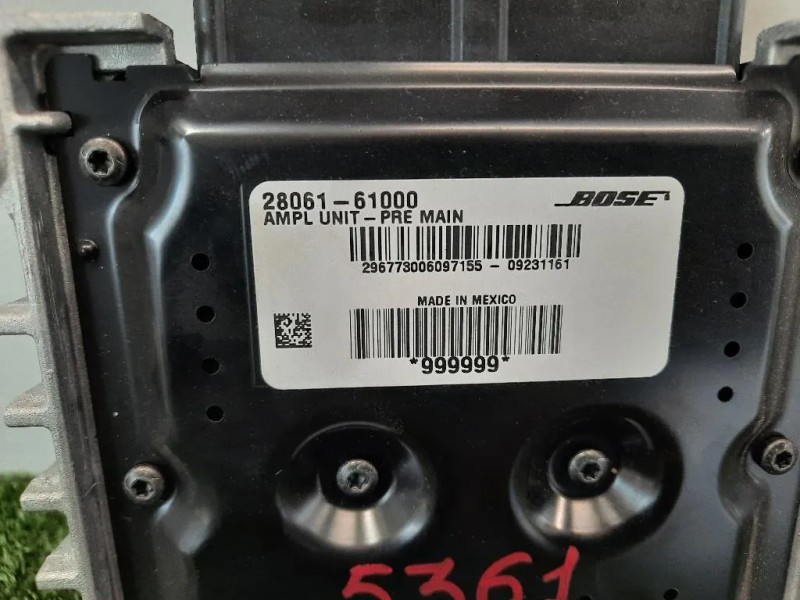 28061-61000
BOSE
AMPL UNIT-PRE MAIN
296773006097155 - 09231161
MADE IN MEXICO
*999999*
5361